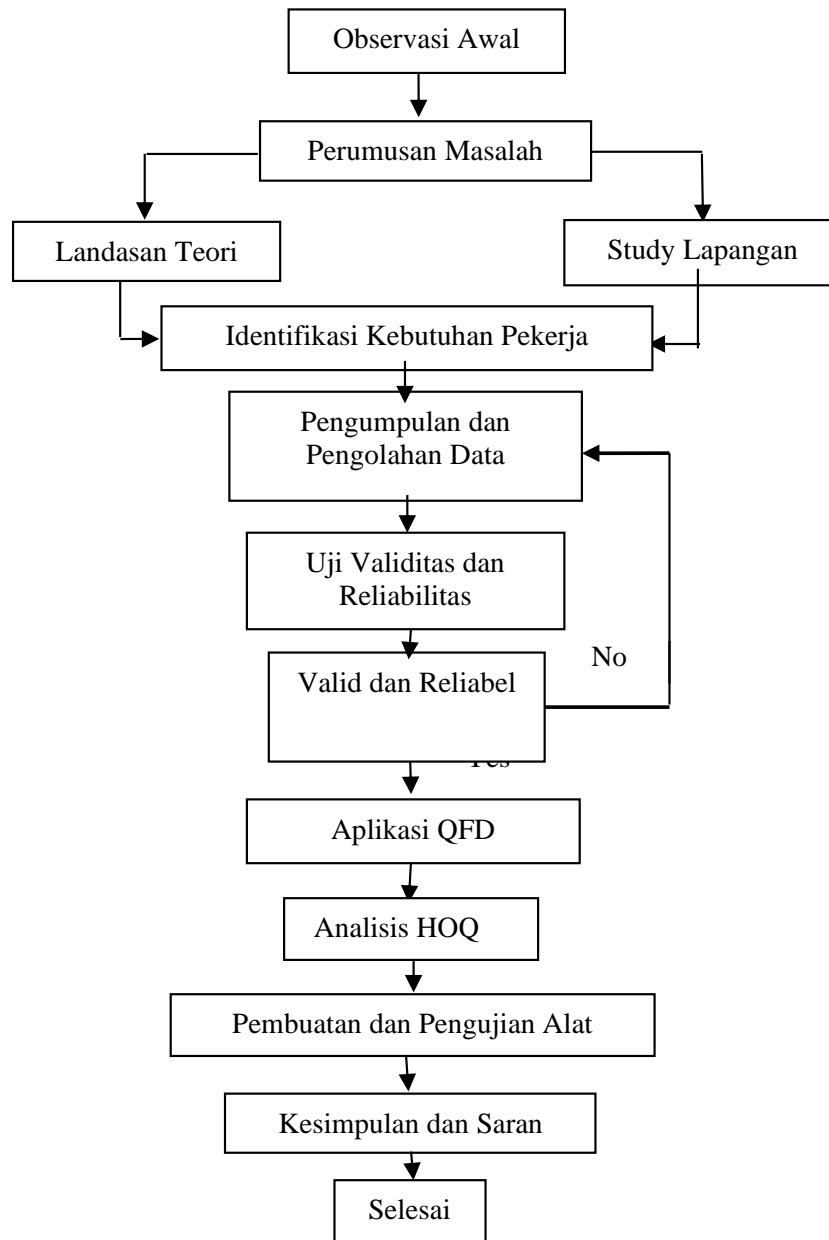 Observasi Awal
Perumusan Masalah
Landasan Teori
Study Lapangan
Identifikasi Kebutuhan Pekerja
Pengumpulan dan
Pengolahan Data
Uji Validitas dan
Reliabilitas
No
Valid dan Reliabel
Yes
Aplikasi QFD
Analisis HOQ
Pembuatan dan Pengujian Alat
Kesimpulan dan Saran
Selesai